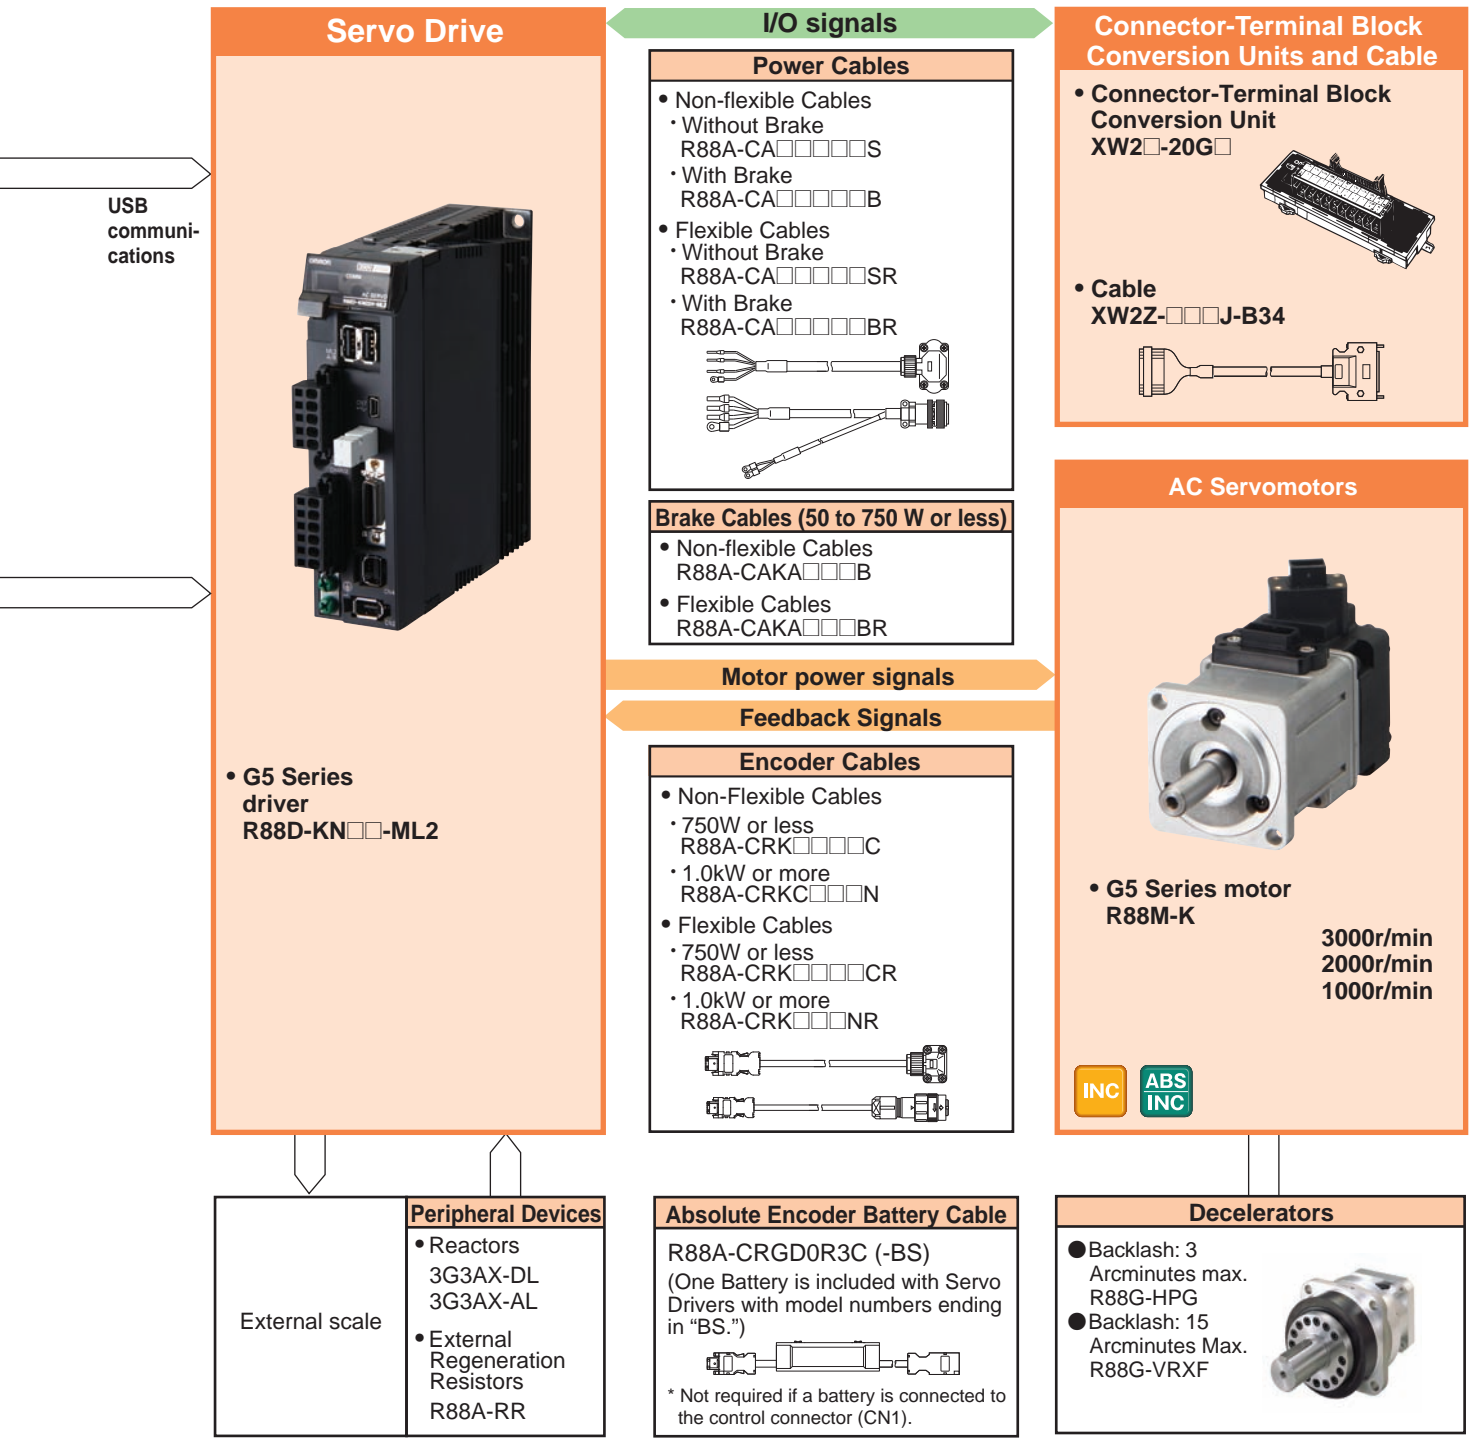 USB
communi-
cations
Servo Drive
OMRON
AC SERVO
• G5 Series
driver
R88D-KN□□-ML2
I/O signals
Power Cables
• Non-flexible Cables
・Without Brake
R88A-CA□□□□□S
・With Brake
R88A-CA□□□□□B
• Flexible Cables
・Without Brake
R88A-CA□□□□□SR
・With Brake
R88A-CA□□□□□BR
Brake Cables (50 to 750 W or less)
• Non-flexible Cables
R88A-CAKA□□□B
• Flexible Cables
R88A-CAKA□□□BR
Motor power signals
Feedback Signals
Encoder Cables
• Non-Flexible Cables
・750W or less
R88A-CRK□□□□C
・1.0kW or more
R88A-CRKC□□□N
• Flexible Cables
・750W or less
R88A-CRK□□□□CR
・1.0kW or more
R88A-CRK□□□NR
Connector-Terminal Block
Conversion Units and Cable
• Connector-Terminal Block
Conversion Unit
XW2□-20G□
• Cable
XW2Z-□□□J-B34
AC Servomotors
• G5 Series motor
R88M-K
3000r/min
2000r/min
1000r/min
INC
ABS
INC
External scale
Peripheral Devices
• Reactors
3G3AX-DL
3G3AX-AL
• External
Regeneration
Resistors
R88A-RR
Absolute Encoder Battery Cable
R88A-CRGD0R3C (-BS)
(One Battery is included with Servo
Drivers with model numbers ending
in “BS.”)
* Not required if a battery is connected to
the control connector (CN1).
Decelerators
●Backlash: 3
Arcminutes max.
R88G-HPG
●Backlash: 15
Arcminutes Max.
R88G-VRXF